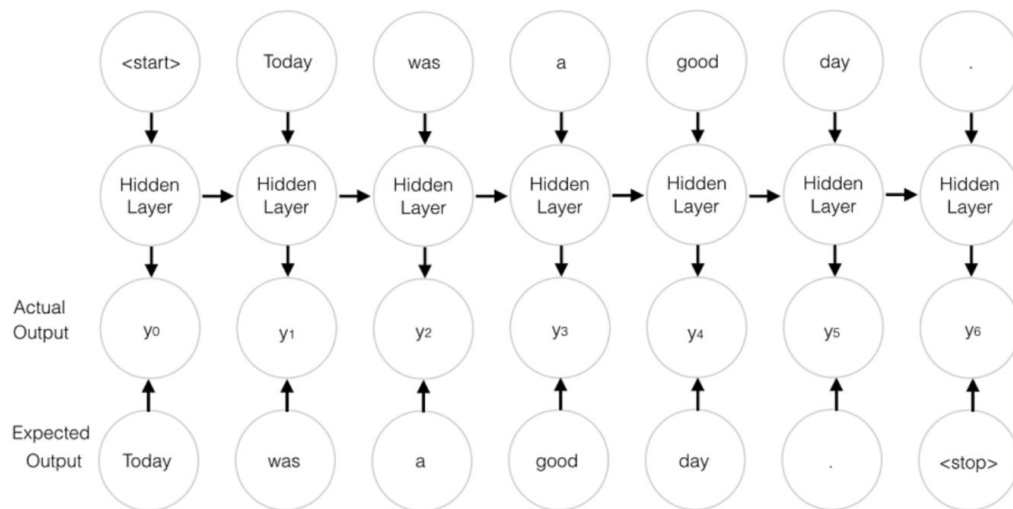 <start> Today was a good day .
Hidden Hidden Hidden Hidden Hidden Hidden Hidden
Layer Layer Layer Layer Layer Layer Layer
Actual
Output y0 y1 y2 y3 y4 y5 y6
Expected
Output Today was a good day . <stop>